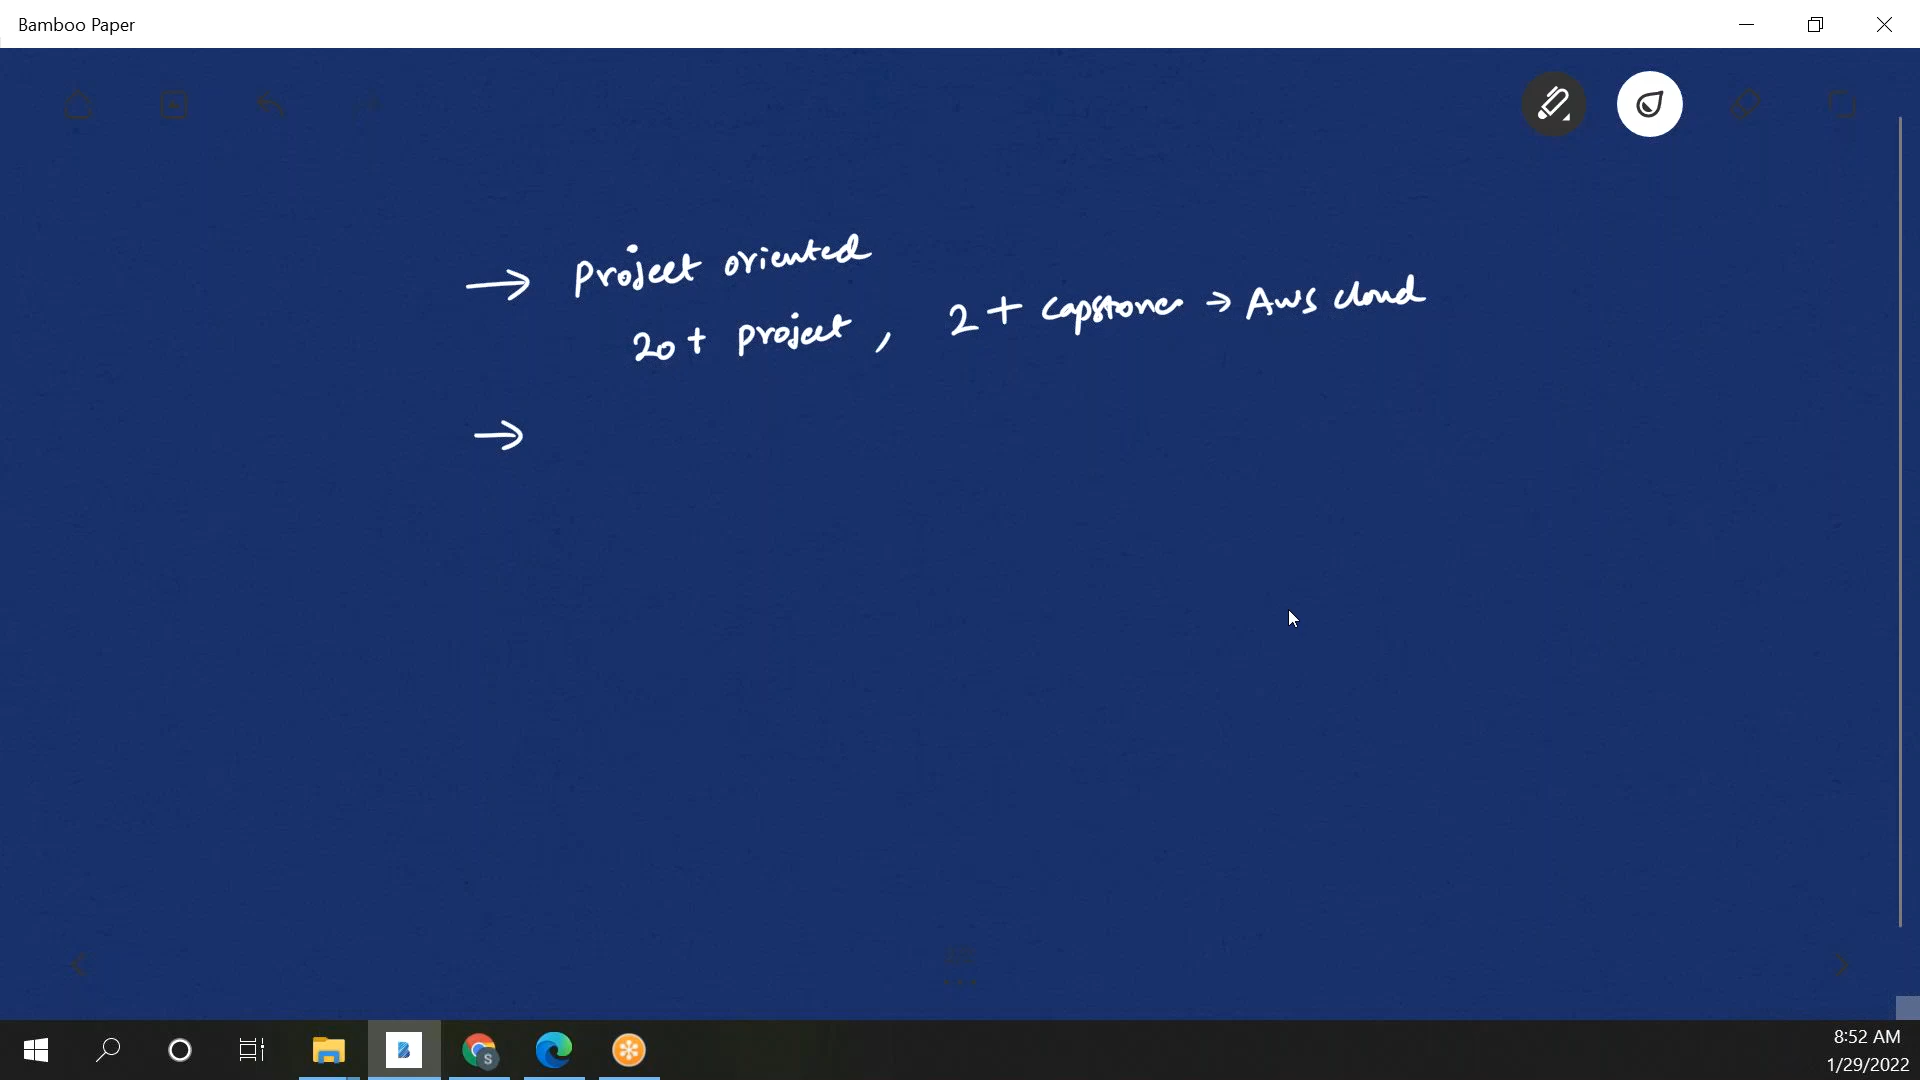 Bamboo Paper
→ Project oriented
20+ project, 2+ capstone → AWS cloud
→
8:52 AM
1/29/2022